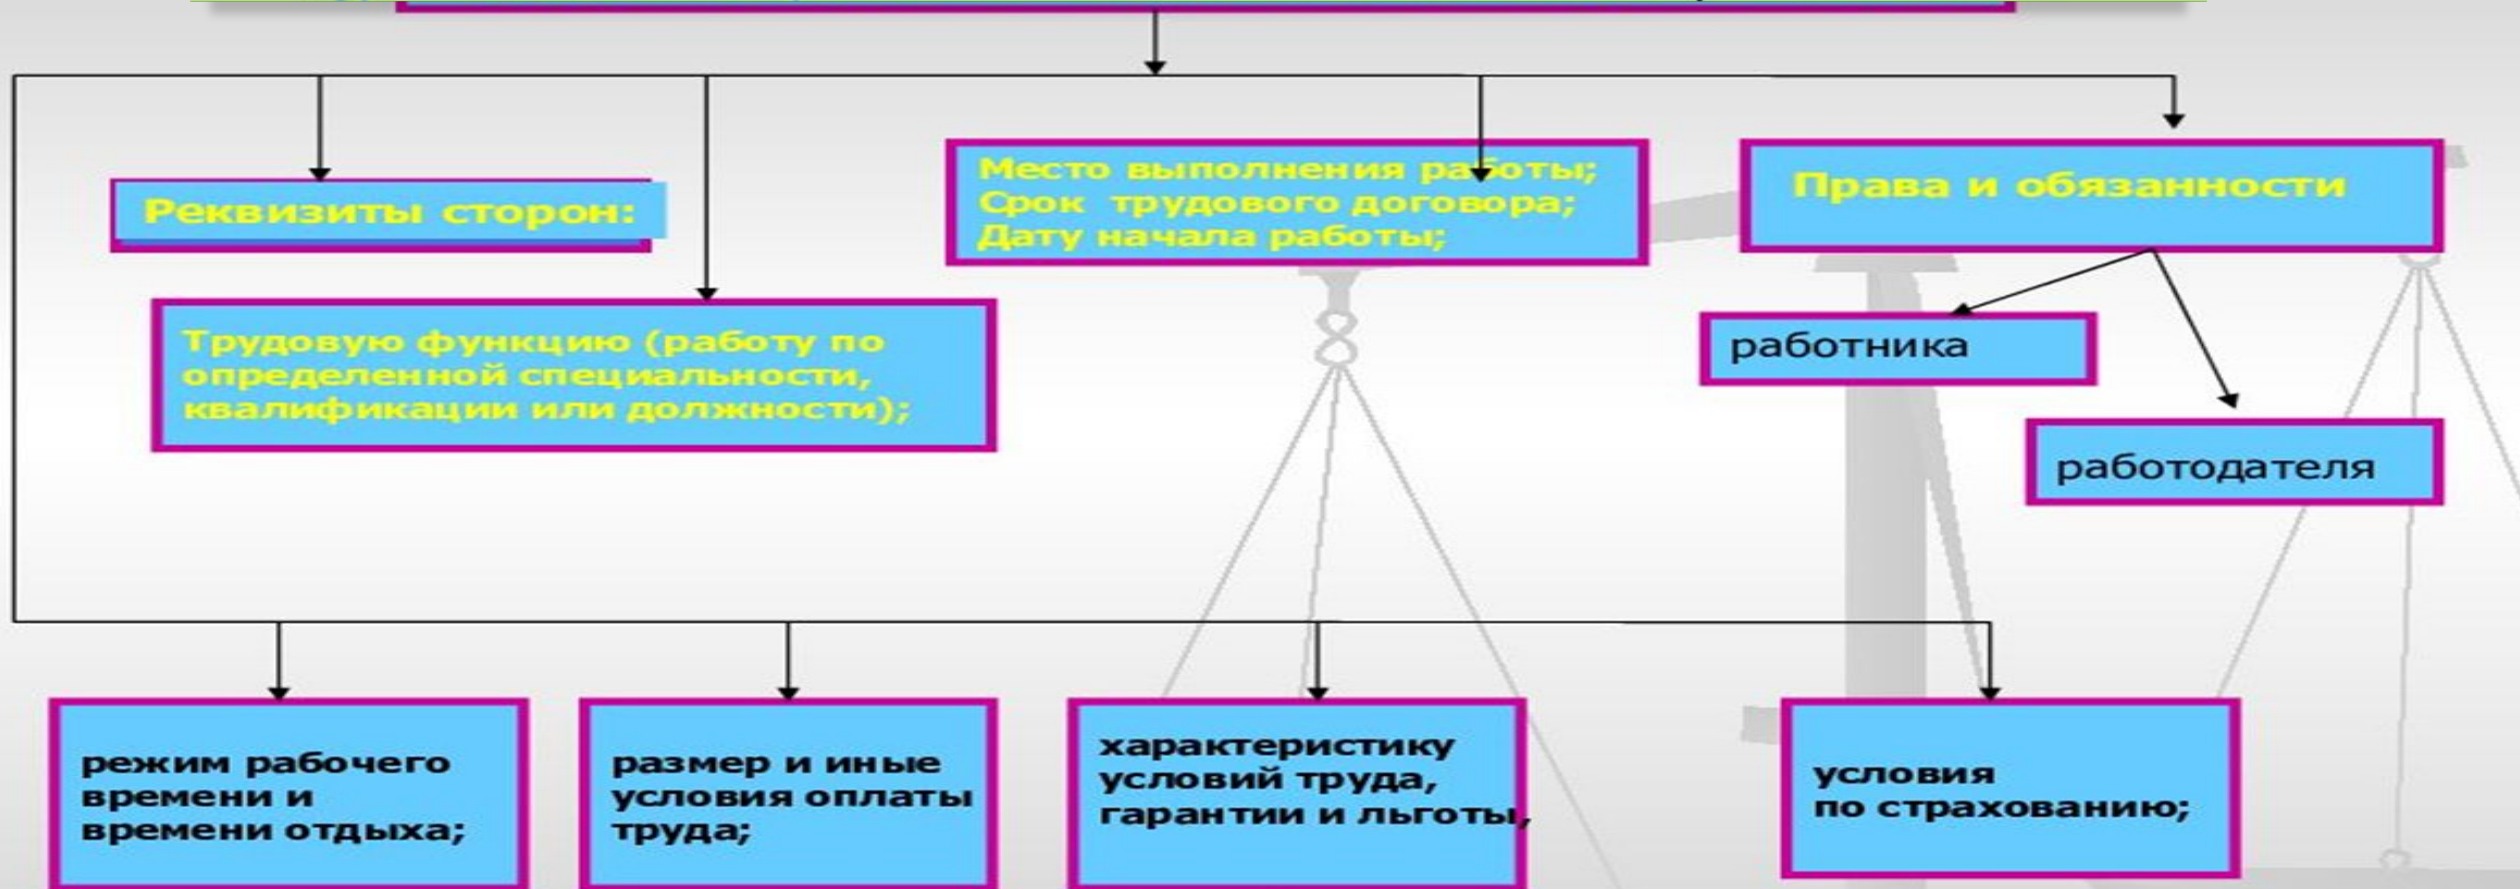 Реквизиты сторон:
Место выполнения работы;
Срок трудового договора;
Дату начала работы;
Права и обязанности
Трудовую функцию (работу по
определенной специальности,
квалификации или должности);
работника
работодателя
режим рабочего
времени и
времени отдыха;
размер и иные
условия оплаты
труда;
характеристику
условий труда,
гарантии и льготы,
условия
по страхованию;